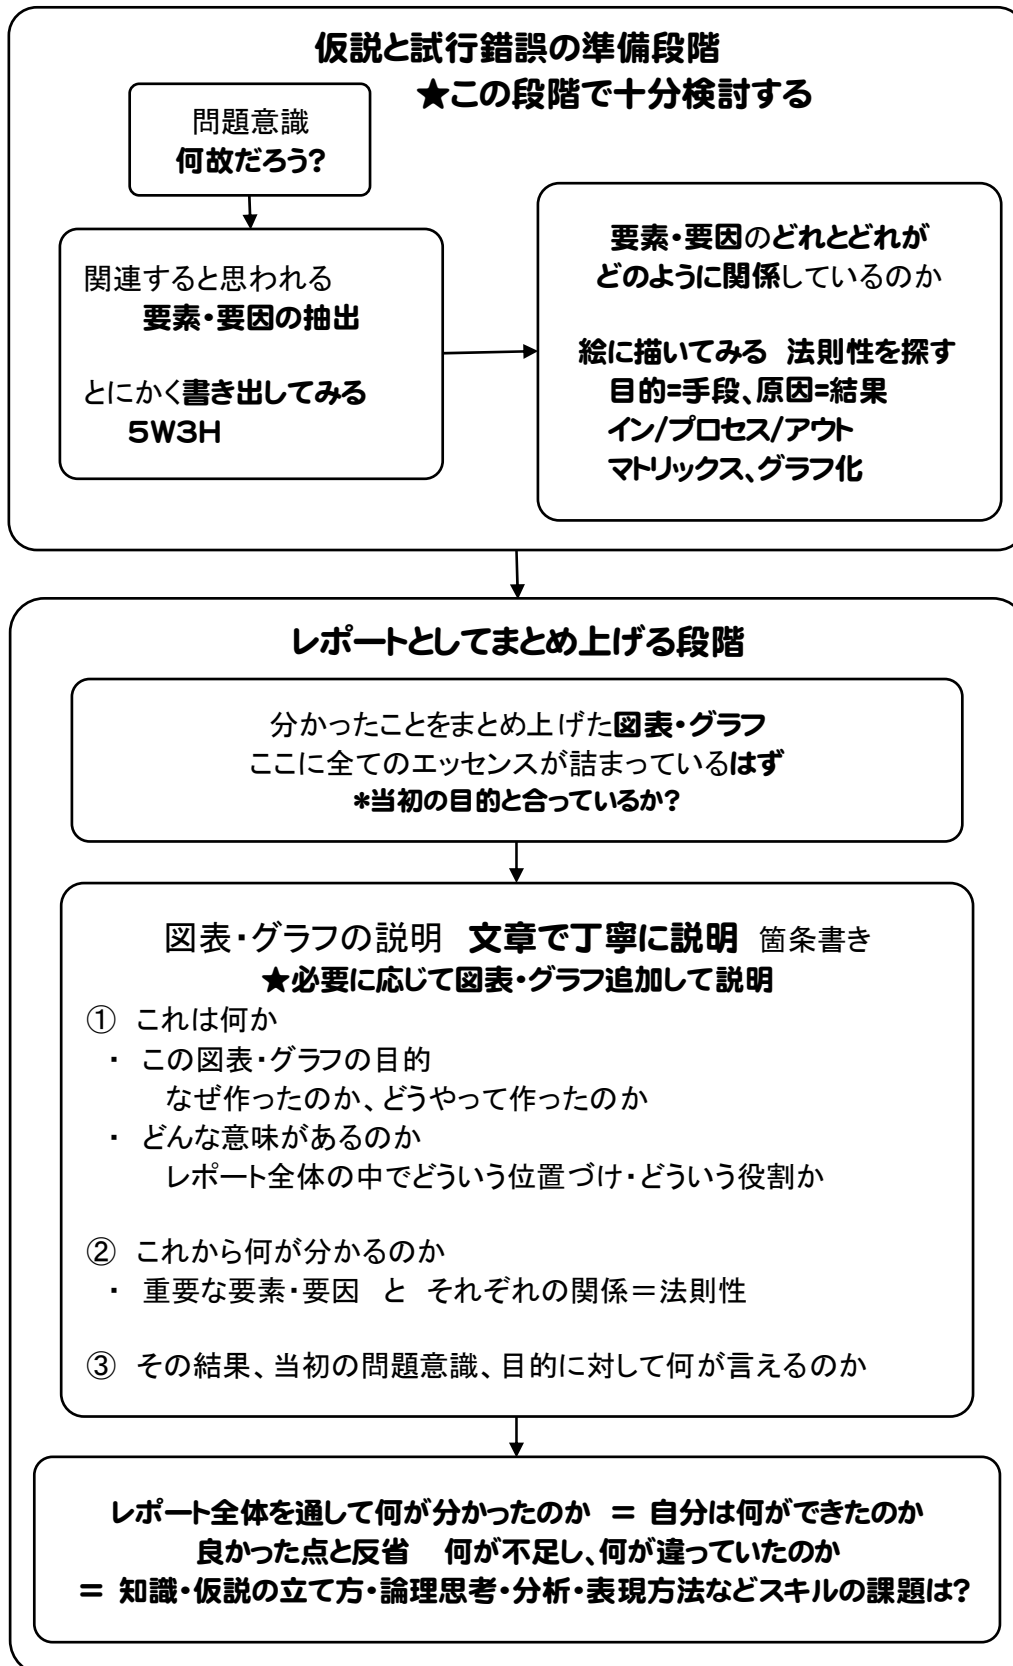 仮説と試行錯誤の準備段階
★この段階で十分検討する
問題意識
何故だろう?
関連すると思われる
要素・要因の抽出
とにかく書き出してみる
5W3H
要素・要因のどれとどれが
どのように関係しているのか
絵に描いてみる 法則性を探す
目的=手段、原因=結果
イン/プロセス/アウト
マトリックス、グラフ化
レポートとしてまとめ上げる段階
分かったことをまとめ上げた図表・グラフ
ここに全てのエッセンスが詰まっているはず
*当初の目的と合っているか?
図表・グラフの説明 文章で丁寧に説明 箇条書き
★必要に応じて図表・グラフ追加して説明
① これは何か
・ この図表・グラフの目的
なぜ作ったのか、どうやって作ったのか
・ どんな意味があるのか
レポート全体の中でどういう位置づけ・どういう役割か
② これから何が分かるのか
・ 重要な要素・要因 と それぞれの関係＝法則性
③ その結果、当初の問題意識、目的に対して何が言えるのか
レポート全体を通して何が分かったのか = 自分は何ができたのか
良かった点と反省 何が不足し、何が違っていたのか
= 知識・仮説の立て方・論理思考・分析・表現方法などスキルの課題は?